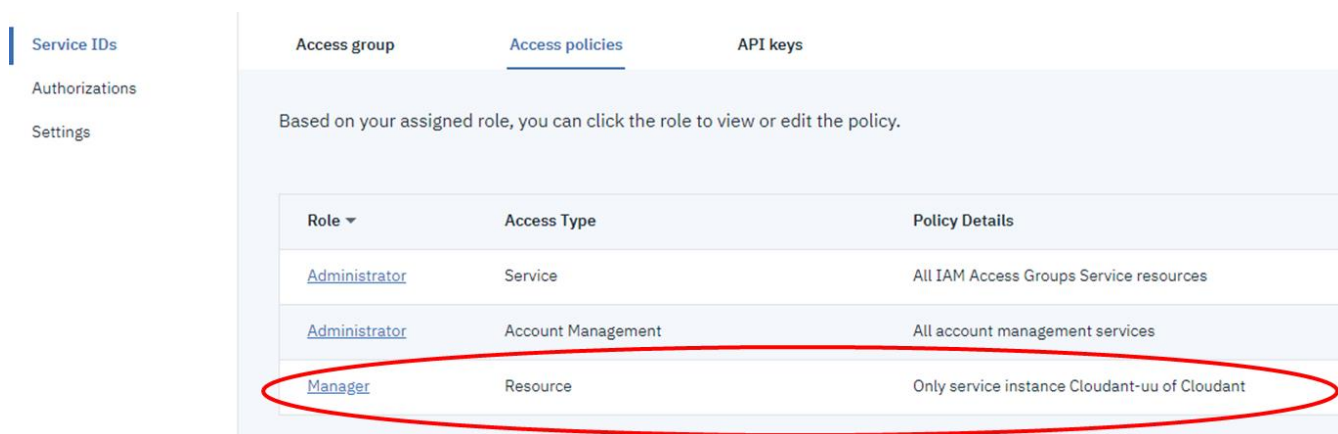 Service IDs
Authorizations
Settings
Access group Access policies API keys
Based on your assigned role, you can click the role to view or edit the policy.
Role Access Type Policy Details
Administrator Service All IAM Access Groups Service resources
Administrator Account Management All account management services
Manager Resource Only service instance Cloudant-uu of Cloudant